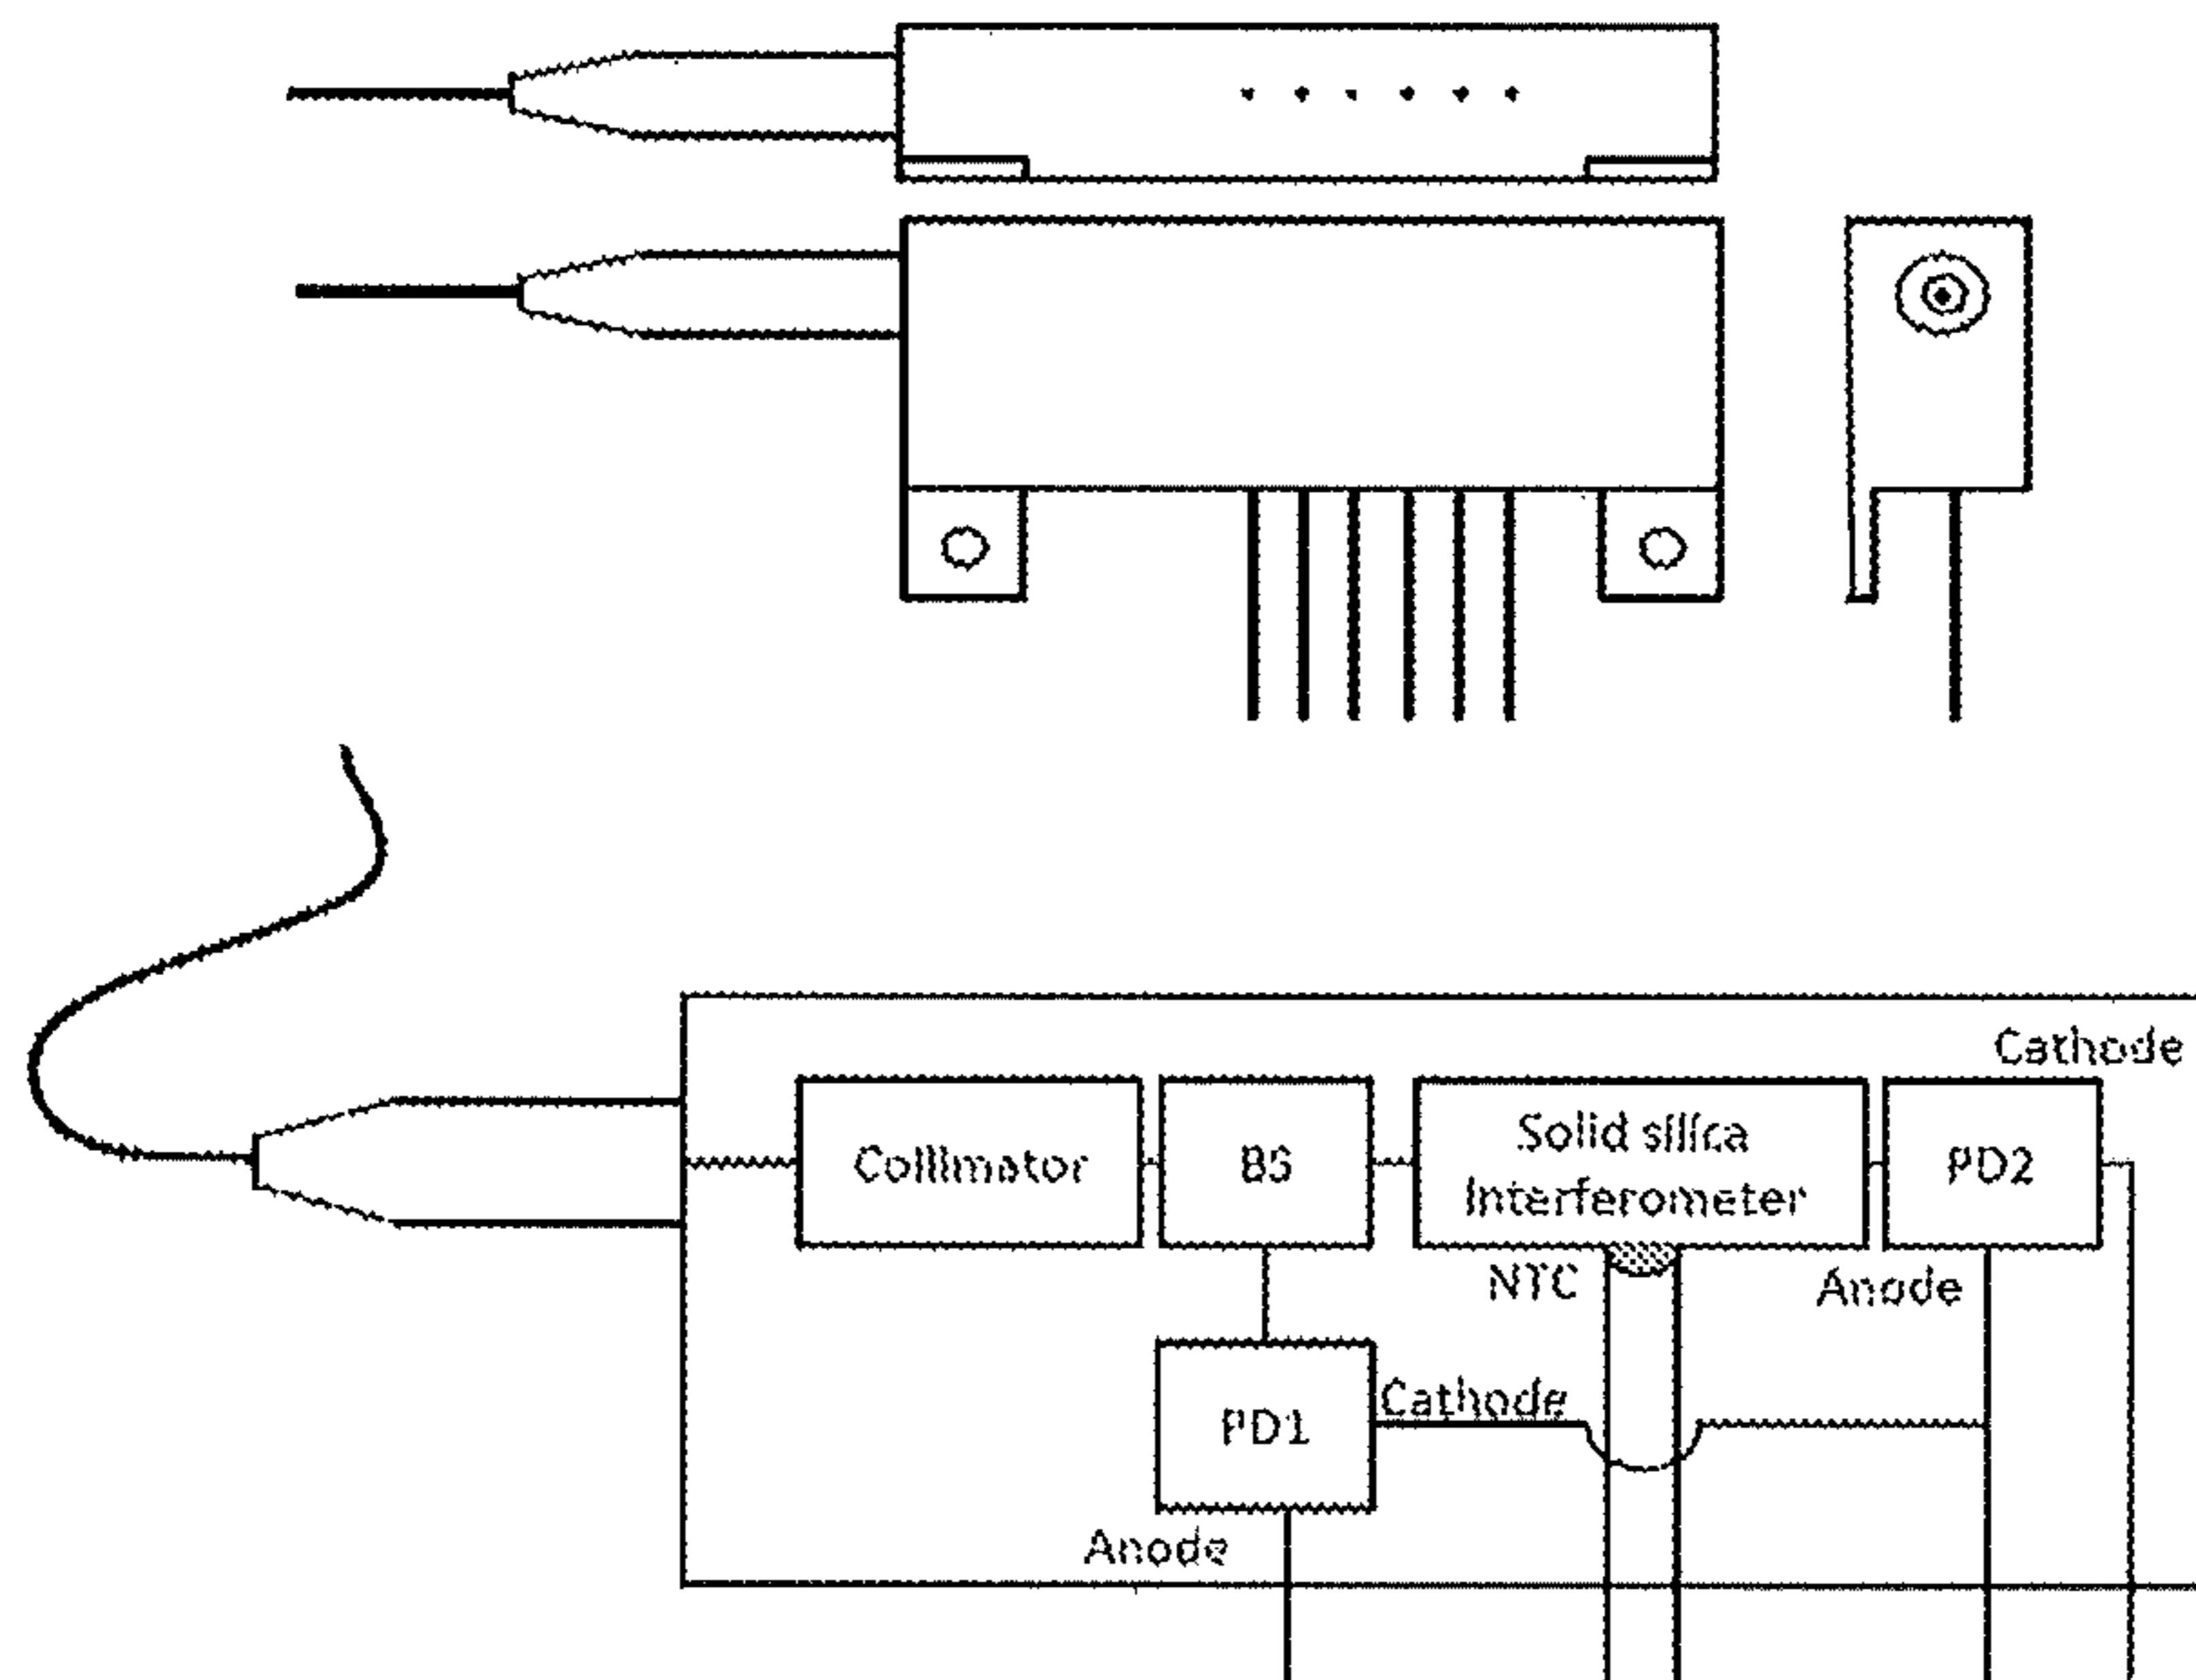 Cathode
Collimator
BS
Solid silica
Interferometer
PD2
NTC
Anode
PD1
Cathode
Anode